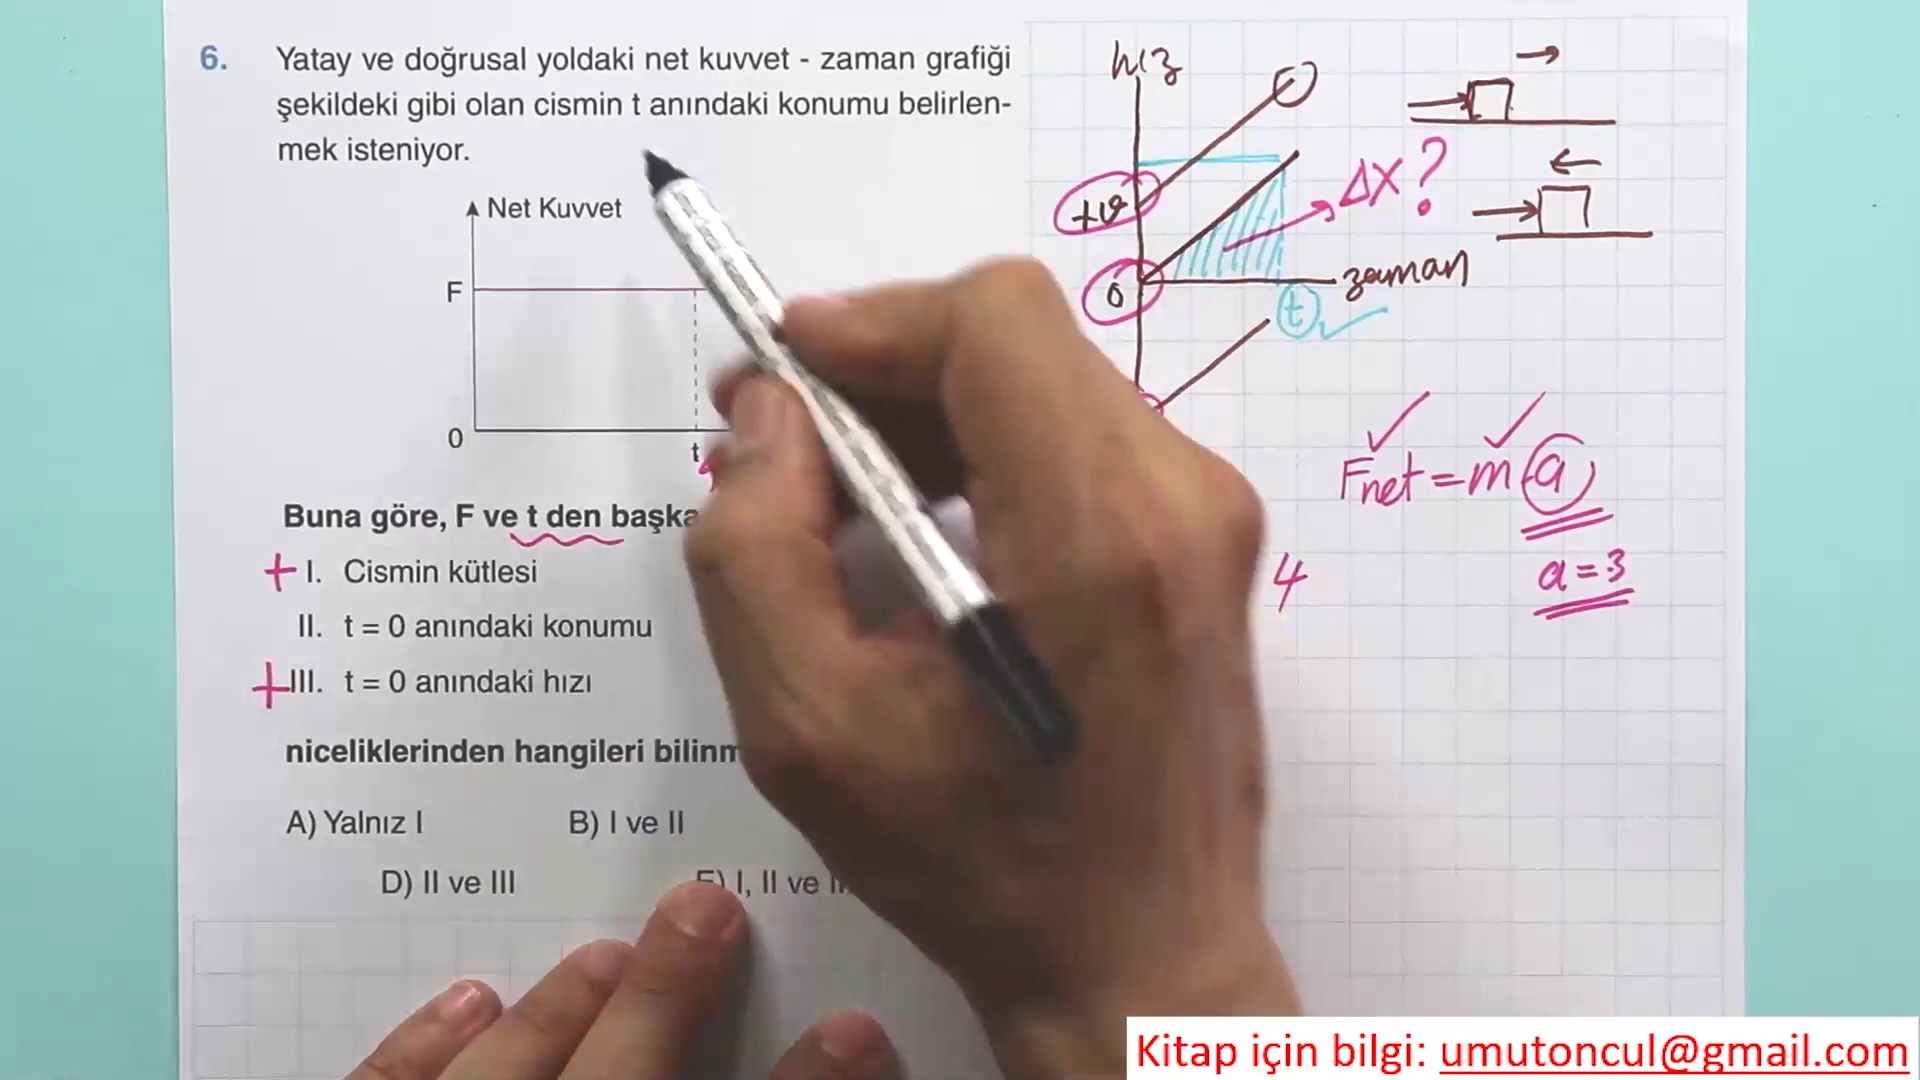 6. Yatay ve doğrusal yoldaki net kuvvet - zaman grafiği
şekildeki gibi olan cismin t anındaki konumu belirlen-
mek isteniyor.
Net Kuvvet
F
0
t
Buna göre, F ve t den başka
+ I. Cismin kütlesi
II. t = 0 anındaki konumu
+ III. t = 0 anındaki hızı
niceliklerinden hangileri
A) Yalnız I B) I ve II
D) II ve III E) I, II ve
hız
+v
0
ΔX ?
zaman
t
Fnet = m.a
a = 3
4
Kitap için bilgi: umutoncul@gmail.com